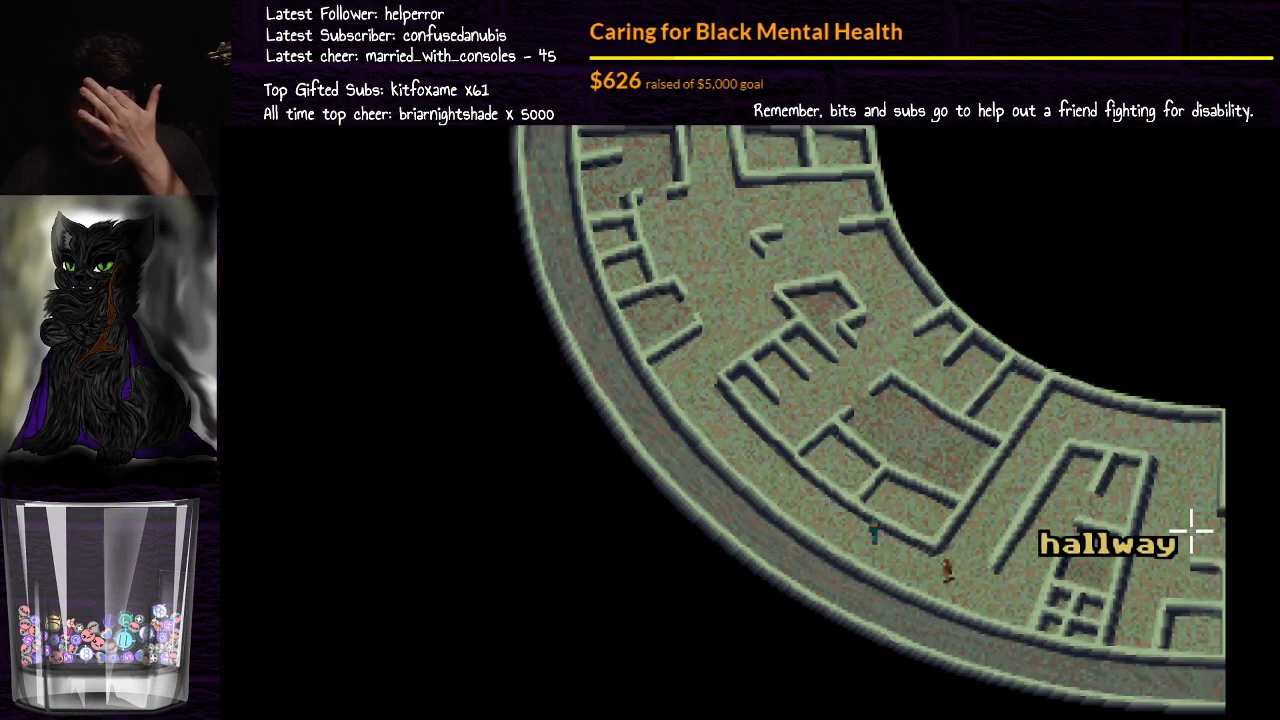 Latest Follower: helperror
Latest Subscriber: confusedanubis
Latest cheer: married_with_consoles - 45
Top Gifted Subs: kitfoxame x61
All time top cheer: briarnightshade x 5000
Caring for Black Mental Health
$626 raised of $5,000 goal
Remember, bits and subs go to help out a friend fighting for disability.
hallway